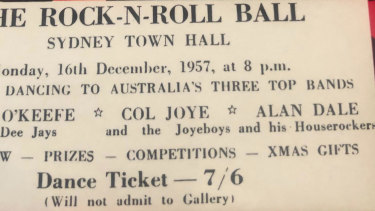 HE ROCK-N-ROLL BALL
SYDNEY TOWN HALL
onday, 16th December, 1957, at 8 p.m.
DANCING TO AUSTRALIA'S THREE TOP BANDS
O'KEEFE ☆ COL JOYE ☆ ALAN DALE
Dee Jays and the Joyeboys and his Houserockers
W — PRIZES — COMPETITIONS — XMAS GIFTS
Dance Ticket — 7/6
(Will not admit to Gallery)